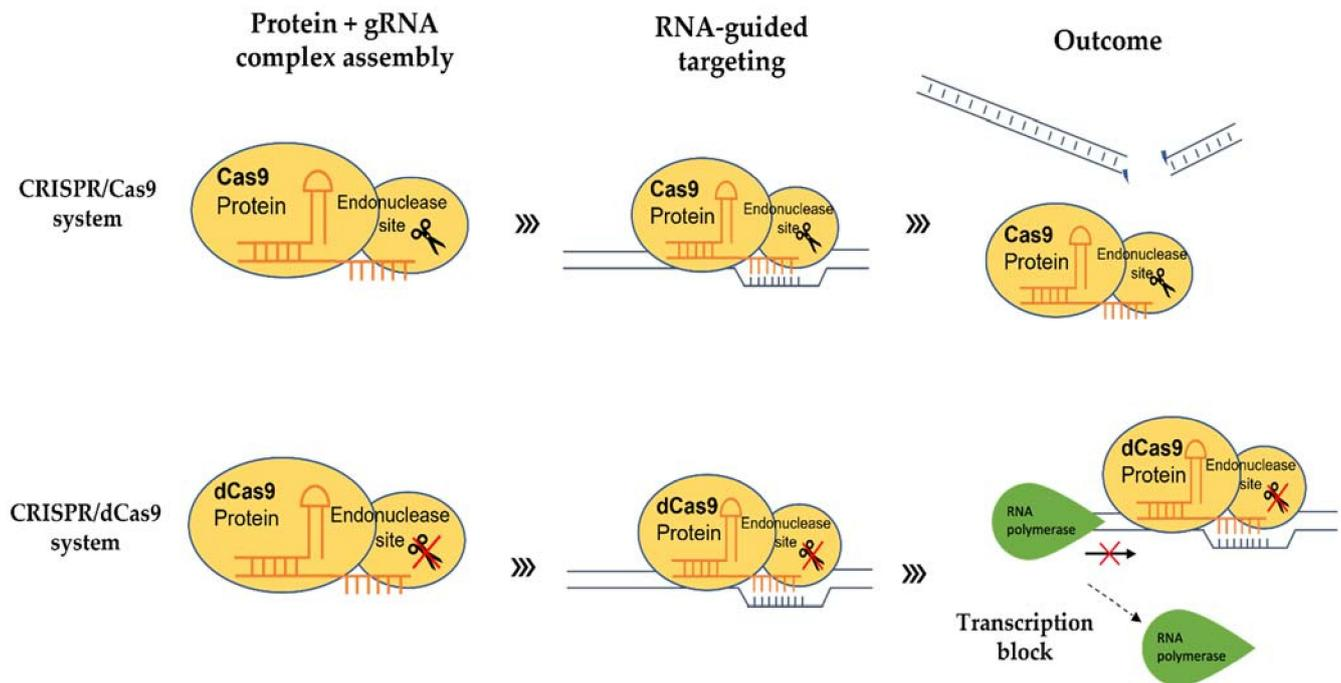 Protein + gRNA
complex assembly
RNA-guided
targeting
Outcome
CRISPR/Cas9
system
Cas9
Protein
Endonuclease
site
»»
Cas9
Protein
Endonuclease
site
»»
Cas9
Protein
Endonuclease
site
CRISPR/dCas9
system
dCas9
Protein
Endonuclease
site
»»
dCas9
Protein
Endonuclease
site
»»
RNA
polymerase
dCas9
Protein
Endonuclease
site
Transcription
block
RNA
polymerase